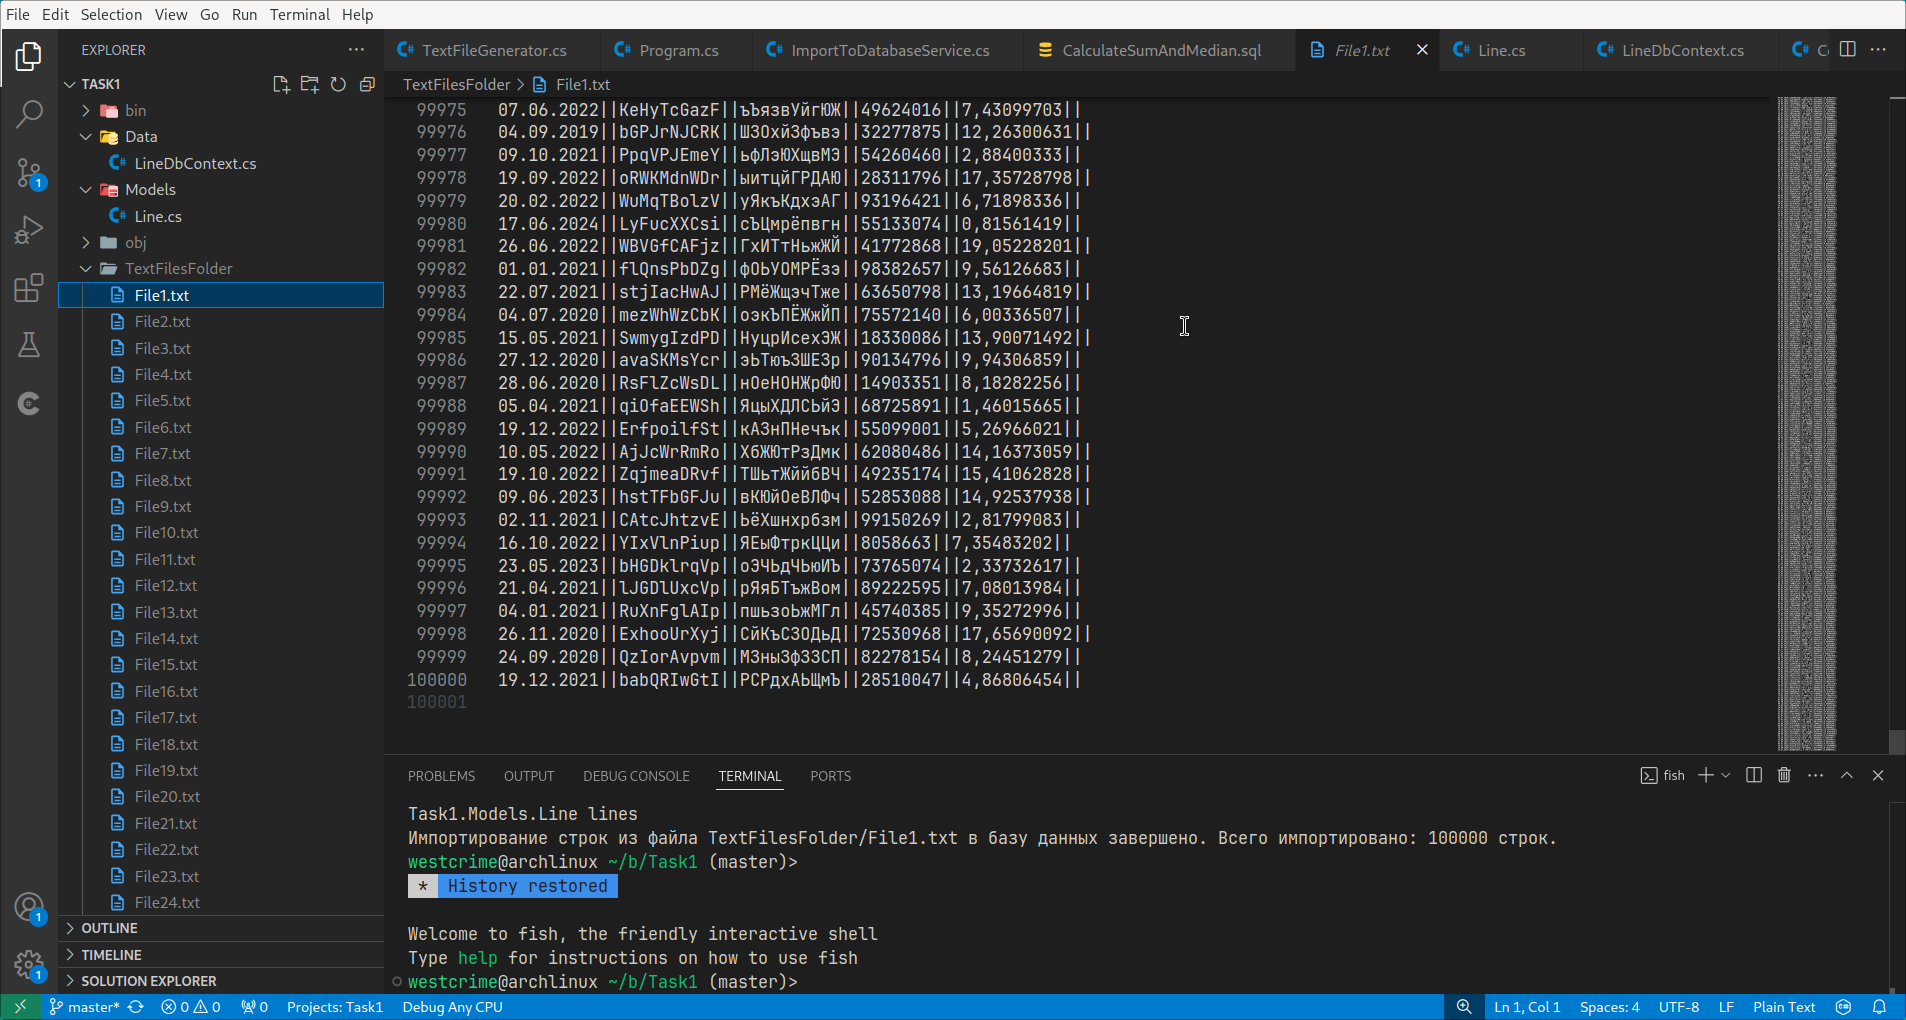 File Edit Selection View Go Run Terminal Help
EXPLORER
TASK1
bin
Data
LineDbContext.cs
Models
Line.cs
obj
TextFilesFolder
File1.txt
File2.txt
File3.txt
File4.txt
File5.txt
File6.txt
File7.txt
File8.txt
File9.txt
File10.txt
File11.txt
File12.txt
File13.txt
File14.txt
File15.txt
File16.txt
File17.txt
File18.txt
File19.txt
File20.txt
File21.txt
File22.txt
File23.txt
File24.txt
OUTLINE
TIMELINE
SOLUTION EXPLORER
TextFileGenerator.cs Program.cs ImportToDatabaseService.cs CalculateSumAndMedian.sql File1.txt Line.cs LineDbContext.cs
TextFilesFolder > File1.txt
99975 07.06.2022||KeHyTcGazF||ъЪязвУйгЮЖ||49624016||7,43099703||
99976 04.09.2019||bGPJrNJCRK||ШЗОхйЗфъвэ||32277875||12,26300631||
99977 09.10.2021||PpqVPJEmeY||ьфЛэЮХщвМЭ||54260460||2,88400333||
99978 19.09.2022||oRWKMdnWDr||ыитцйГРДАЮ||28311796||17,35728798||
99979 20.02.2022||WuMqTBolzV||уЯкъКдхэАГ||93196421||6,71898336||
99980 17.06.2024||LyFucXXCsi||сЪЦмрёпвгн||55133074||0,81561419||
99981 26.06.2022||WBVGfCAFjz||ГхИТтНьжЖЙ||41772868||19,05228201||
99982 01.01.2021||flQnsPbDZg||фОЬУОМРЁзэ||98382657||9,56126683||
99983 22.07.2021||stjIacHwAJ||РМёЖщэчТже||63650798||13,19664819||
99984 04.07.2020||mezWhWzCbK||оэкЪПЁЖжЙП||75572140||6,00336507||
99985 15.05.2021||SwmygIzdPD||НуцрИсехЭЖ||18330086||13,90071492||
99986 27.12.2020||avaSKMsYcr||эЬТюъЗШЕЗр||90134796||9,94306859||
99987 28.06.2020||RsFlZcWsDL||нОеНОНЖрФЮ||14903351||8,18282256||
99988 05.04.2021||qiOfaEEWSh||ЯцыХДЛСЬйЭ||68725891||1,46015665||
99989 19.12.2022||ErfpoilfSt||кАЗнПНечък||55099001||5,26966021||
99990 10.05.2022||AjJcWrRmRo||ХбЖЮтРзДмк||62080486||14,16373059||
99991 19.10.2022||ZqjmeaDRvf||ТШьтЖййбВЧ||49235174||15,41062828||
99992 09.06.2023||hstTFbGFJu||вКЮйОеВЛФч||52853088||14,92537938||
99993 02.11.2021||CAtcJhtzvE||ЬёХшнхрбзм||99150269||2,81799083||
99994 16.10.2022||YIxVlnPiup||ЯЕыФтркЦЦи||8058663||7,35483202||
99995 23.05.2023||bHGDklrqVp||оЭЧЬдЧЬюИЪ||73765074||2,33732617||
99996 21.04.2021||lJGDlUxcVp||рЯяБТъжВом||89222595||7,08013984||
99997 04.01.2021||RuXnFglAIp||пшьзоЬжМГл||45740385||9,35272996||
99998 26.11.2020||ExhooUrXyj||СйКъСЗОДьД||72530968||17,65690092||
99999 24.09.2020||QzIorAvpvm||МЗныЗфЗЗСП||82278154||8,24451279||
100000 19.12.2021||babQRIwGtI||РСРдхАЬЩмЪ||28510047||4,86806454||
100001
PROBLEMS OUTPUT DEBUG CONSOLE TERMINAL PORTS
fish
Task1.Models.Line lines
Импортирование строк из файла TextFilesFolder/File1.txt в базу данных завершено. Всего импортировано: 100000 строк.
westcrime@archlinux ~/b/Task1 (master)>
* History restored
Welcome to fish, the friendly interactive shell
Type help for instructions on how to use fish
westcrime@archlinux ~/b/Task1 (master)>
master* 0 0 0 Projects: Task1 Debug Any CPU Ln 1, Col 1 Spaces: 4 UTF-8 LF Plain Text